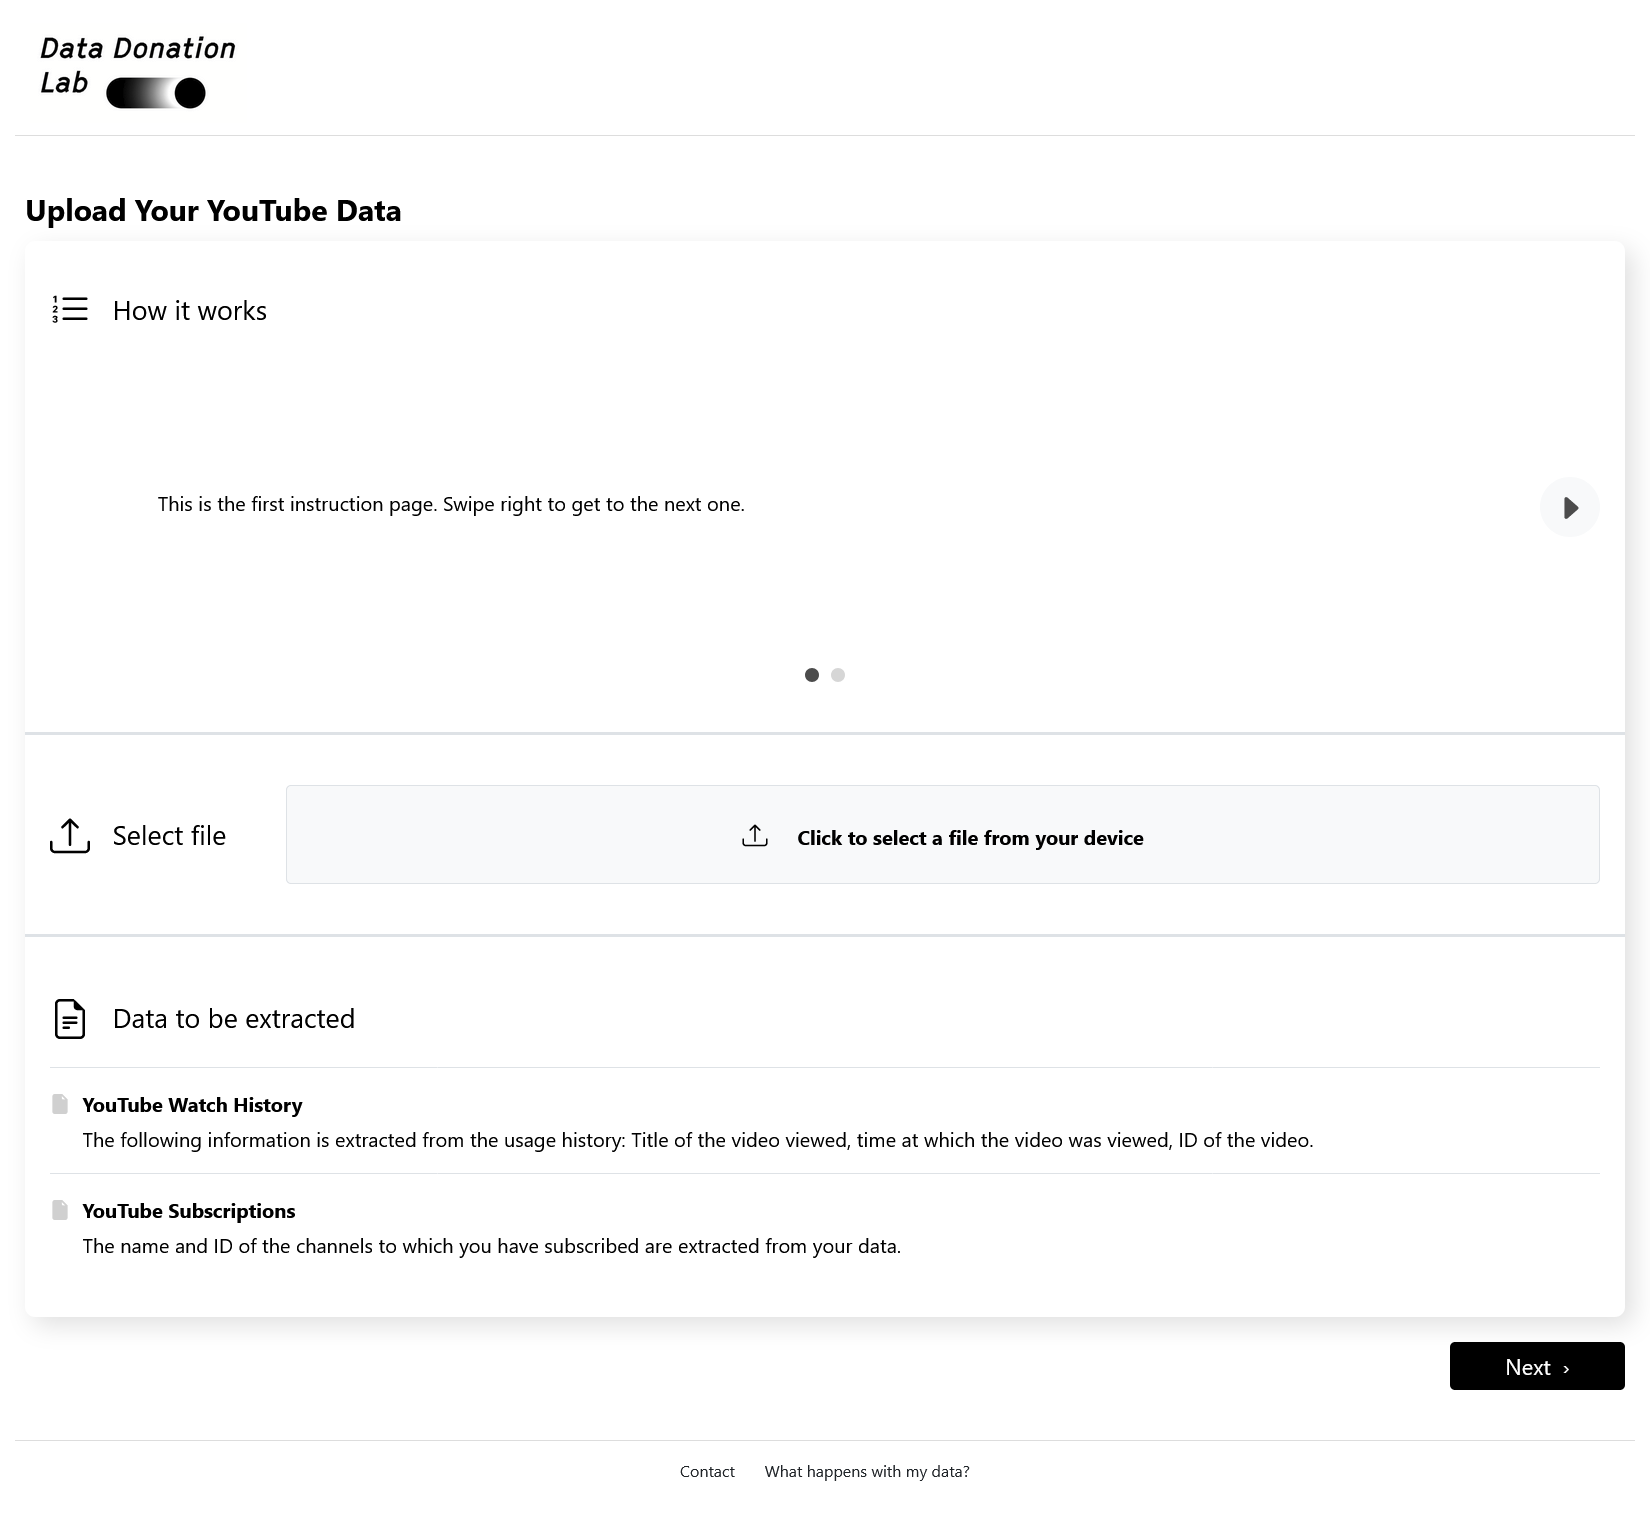 Data Donation
Lab
Upload Your YouTube Data
1
2
3
How it works
This is the first instruction page. Swipe right to get to the next one.
Select file
Click to select a file from your device
Data to be extracted
YouTube Watch History
The following information is extracted from the usage history: Title of the video viewed, time at which the video was viewed, ID of the video.
YouTube Subscriptions
The name and ID of the channels to which you have subscribed are extracted from your data.
Next ›
Contact What happens with my data?